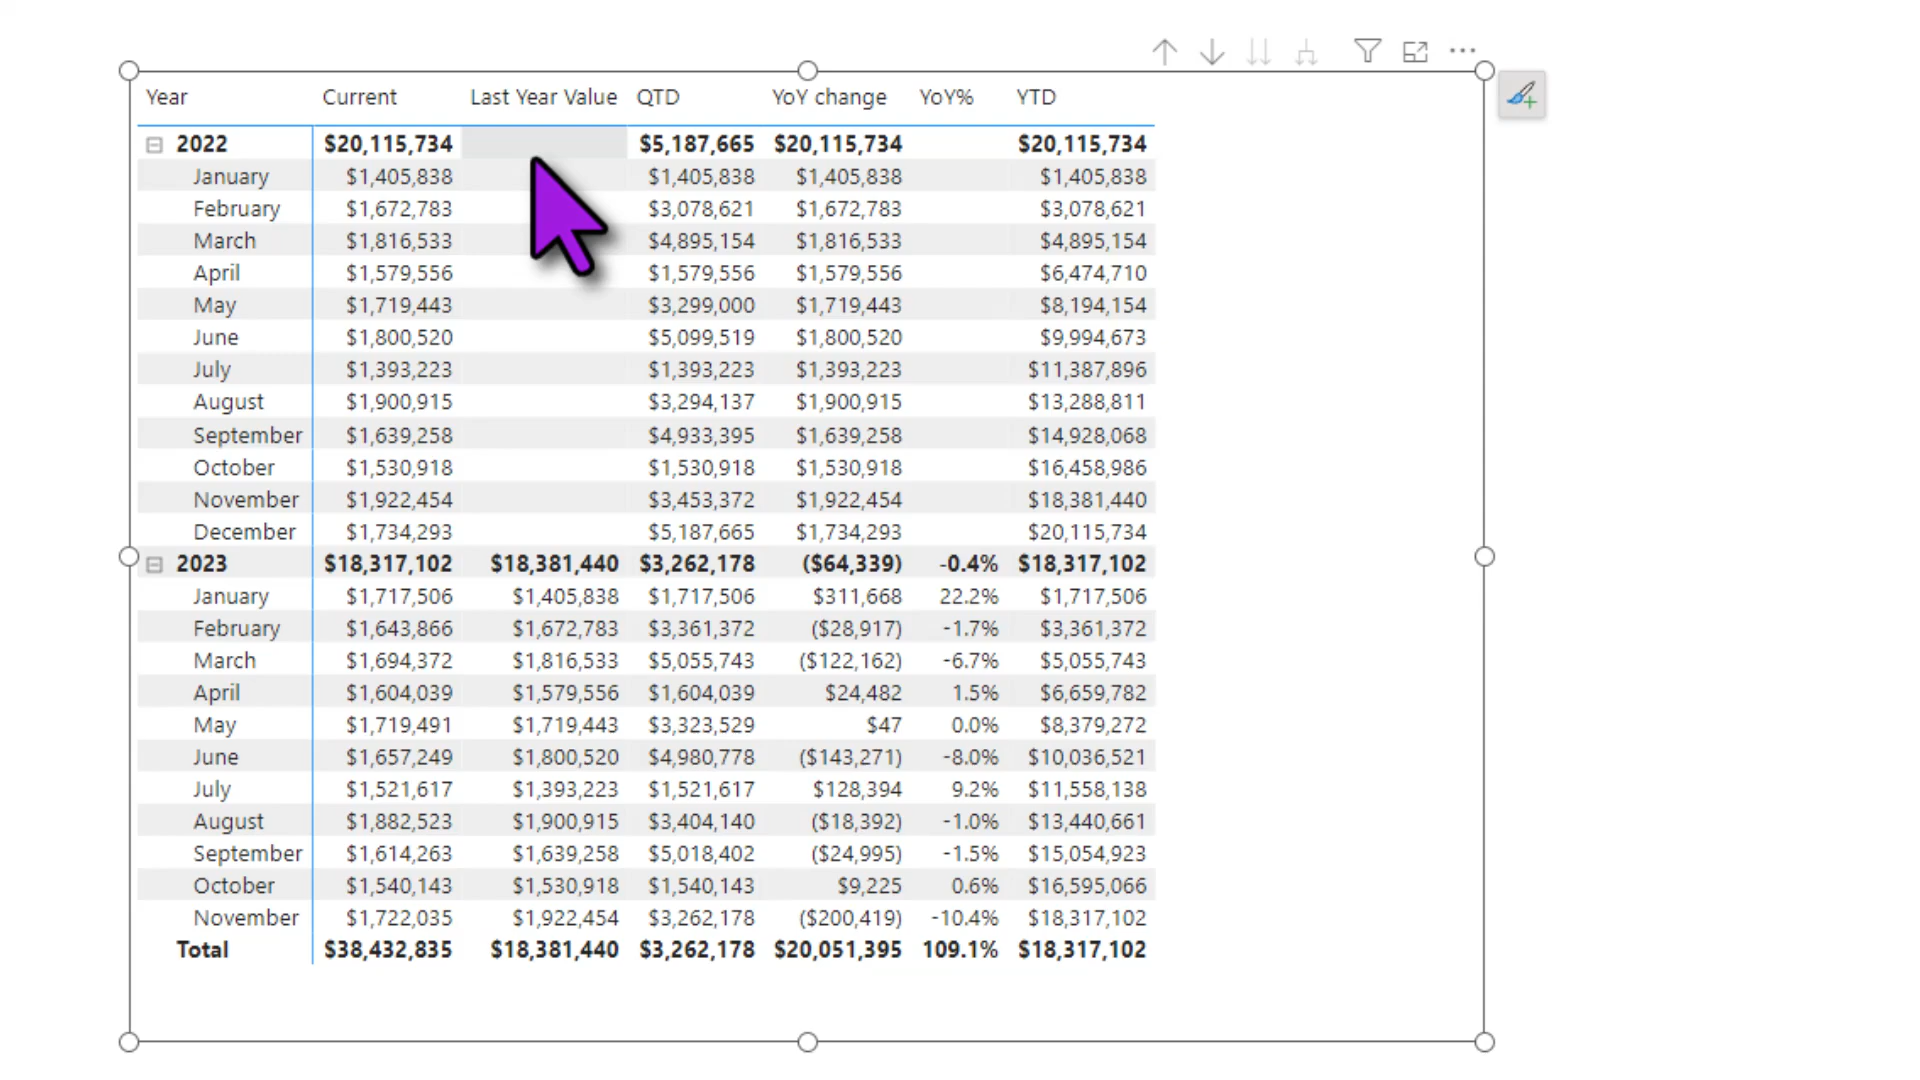 Year Current Last Year Value QTD YoY change YoY% YTD
2022 $20,115,734 $5,187,665 $20,115,734 $20,115,734
January $1,405,838 $1,405,838 $1,405,838 $1,405,838
February $1,672,783 $3,078,621 $1,672,783 $3,078,621
March $1,816,533 $4,895,154 $1,816,533 $4,895,154
April $1,579,556 $1,579,556 $1,579,556 $6,474,710
May $1,719,443 $3,299,000 $1,719,443 $8,194,154
June $1,800,520 $5,099,519 $1,800,520 $9,994,673
July $1,393,223 $1,393,223 $1,393,223 $11,387,896
August $1,900,915 $3,294,137 $1,900,915 $13,288,811
September $1,639,258 $4,933,395 $1,639,258 $14,928,068
October $1,530,918 $1,530,918 $1,530,918 $16,458,986
November $1,922,454 $3,453,372 $1,922,454 $18,381,440
December $1,734,293 $5,187,665 $1,734,293 $20,115,734
2023 $18,317,102 $18,381,440 $3,262,178 ($64,339) -0.4% $18,317,102
January $1,717,506 $1,405,838 $1,717,506 $311,668 22.2% $1,717,506
February $1,643,866 $1,672,783 $3,361,372 ($28,917) -1.7% $3,361,372
March $1,694,372 $1,816,533 $5,055,743 ($122,162) -6.7% $5,055,743
April $1,604,039 $1,579,556 $1,604,039 $24,482 1.5% $6,659,782
May $1,719,491 $1,719,443 $3,323,529 $47 0.0% $8,379,272
June $1,657,249 $1,800,520 $4,980,778 ($143,271) -8.0% $10,036,521
July $1,521,617 $1,393,223 $1,521,617 $128,394 9.2% $11,558,138
August $1,882,523 $1,900,915 $3,404,140 ($18,392) -1.0% $13,440,661
September $1,614,263 $1,639,258 $5,018,402 ($24,995) -1.5% $15,054,923
October $1,540,143 $1,530,918 $1,540,143 $9,225 0.6% $16,595,066
November $1,722,035 $1,922,454 $3,262,178 ($200,419) -10.4% $18,317,102
Total $38,432,835 $18,381,440 $3,262,178 $20,051,395 109.1% $18,317,102